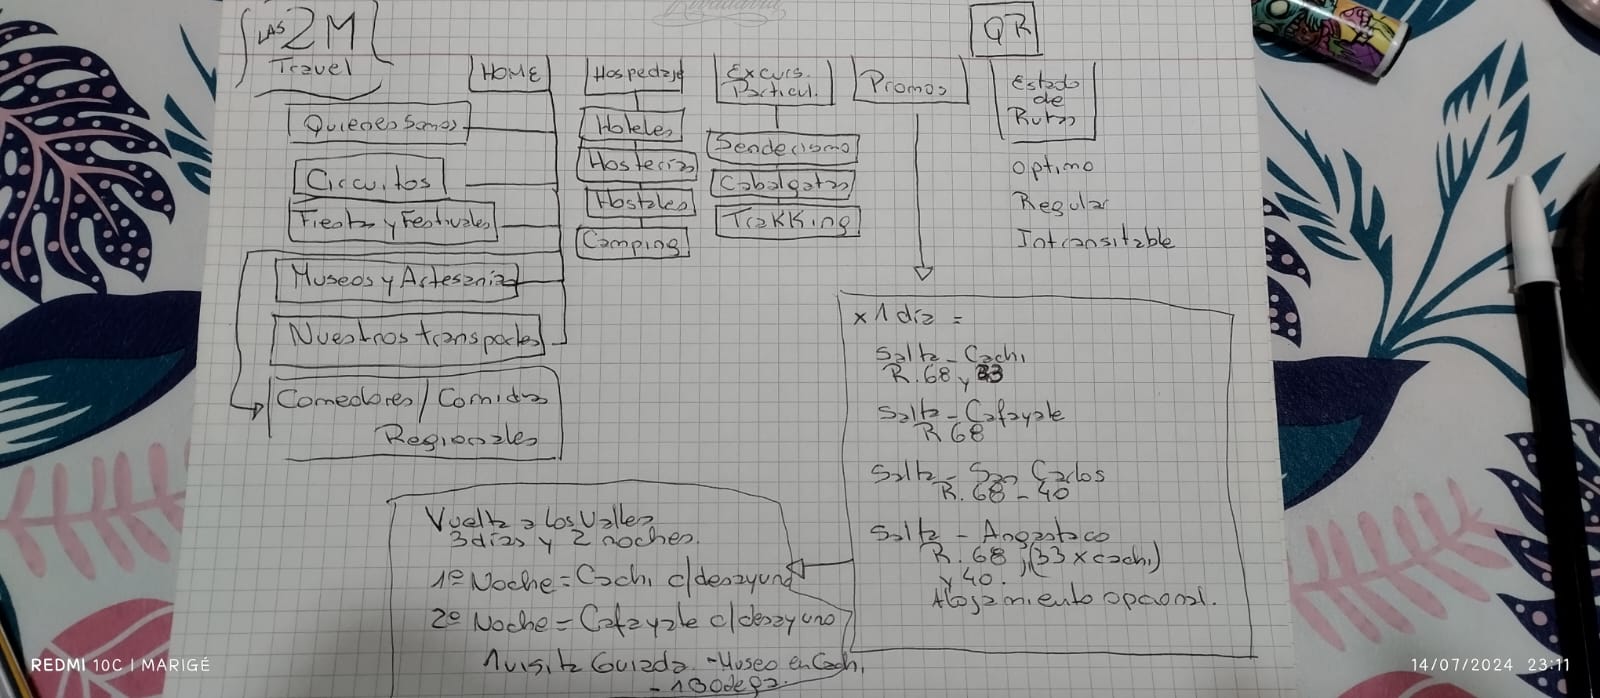 LAS 2M
Travel
QR
HOME
Quienes Somos
Circuitos
Fiestas y Festivales
Museos y Artesanias
Nuestros transportes
Comedores / Comidas
Regionales
Hospedaje
Hoteles
Hosterias
Hostales
Camping
Excurs.
Particul.
Senderismo
Cabalgatas
Trakking
Promos
Estado
de
Rutas
Optimo
Regular
Intransitable
x 1 dia =
Salta - Cachi
R. 68 y 33
Salta - Cafayate
R 68
Salta - San Carlos
R. 68 - 40
Salta - Angastaco
R. 68, (33 x cachi)
y 40.
Alojamiento opcional.
Vuelta a los Valles
3 dias y 2 noches.
1º Noche = Cachi c/desayuno
2º Noche = Cafayate c/desayuno
1 visita Guiada - Museo en Cachi,
- 1 Bodega.
REDMI 10C | MARIGÉ
14/07/2024 23:11